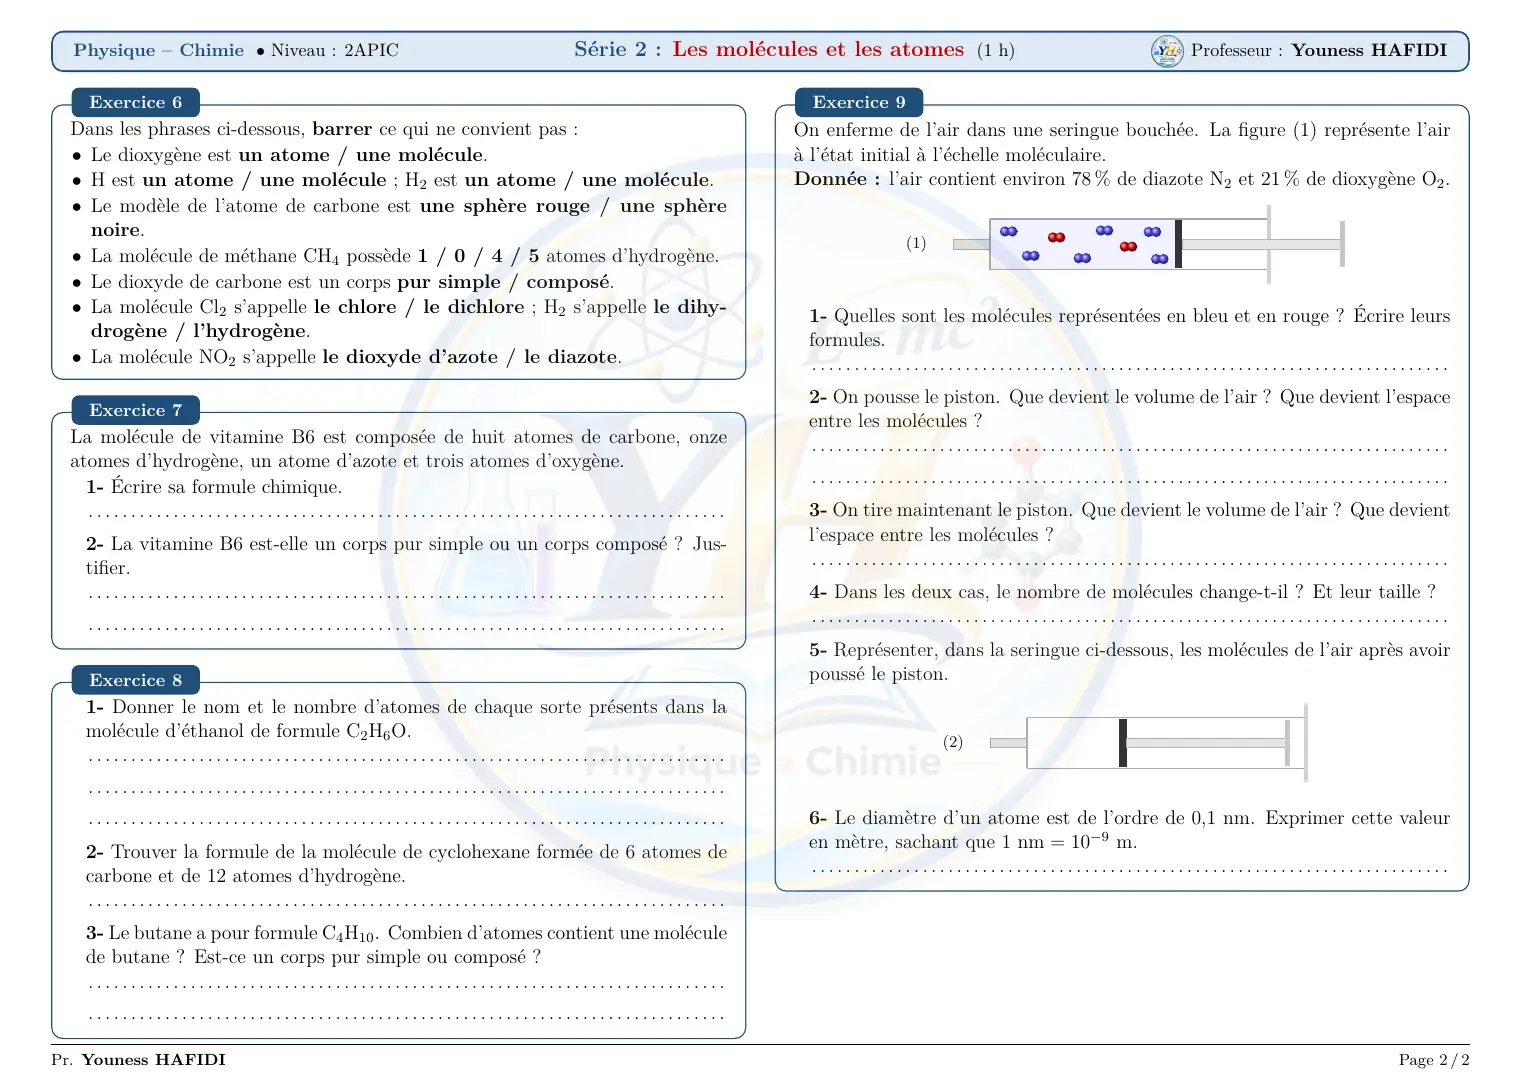 Physique – Chimie • Niveau : 2APIC
Série 2 : Les molécules et les atomes (1 h)
Professeur : Youness HAFIDI
Exercice 6
Dans les phrases ci-dessous, barrer ce qui ne convient pas :
• Le dioxygène est un atome / une molécule.
• H est un atome / une molécule ; H₂ est un atome / une molécule.
• Le modèle de l'atome de carbone est une sphère rouge / une sphère
noire.
• La molécule de méthane CH₄ possède 1 / 0 / 4 / 5 atomes d'hydrogène.
• Le dioxyde de carbone est un corps pur simple / composé.
• La molécule Cl₂ s'appelle le chlore / le dichlore ; H₂ s'appelle le dihy-
drogène / l'hydrogène.
• La molécule NO₂ s'appelle le dioxyde d'azote / le diazote.
Exercice 7
La molécule de vitamine B6 est composée de huit atomes de carbone, onze
atomes d'hydrogène, un atome d'azote et trois atomes d'oxygène.
1- Écrire sa formule chimique.
2- La vitamine B6 est-elle un corps pur simple ou un corps composé ? Jus-
tifier.
Exercice 8
1- Donner le nom et le nombre d'atomes de chaque sorte présents dans la
molécule d'éthanol de formule C₂H₆O.
2- Trouver la formule de la molécule de cyclohexane formée de 6 atomes de
carbone et de 12 atomes d'hydrogène.
3- Le butane a pour formule C₄H₁₀. Combien d'atomes contient une molécule
de butane ? Est-ce un corps pur simple ou composé ?
Exercice 9
On enferme de l'air dans une seringue bouchée. La figure (1) représente l'air
à l'état initial à l'échelle moléculaire.
Donnée : l'air contient environ 78 % de diazote N₂ et 21 % de dioxygène O₂.
(1)
1- Quelles sont les molécules représentées en bleu et en rouge ? Écrire leurs
formules.
2- On pousse le piston. Que devient le volume de l'air ? Que devient l'espace
entre les molécules ?
3- On tire maintenant le piston. Que devient le volume de l'air ? Que devient
l'espace entre les molécules ?
4- Dans les deux cas, le nombre de molécules change-t-il ? Et leur taille ?
5- Représenter, dans la seringue ci-dessous, les molécules de l'air après avoir
poussé le piston.
(2)
6- Le diamètre d'un atome est de l'ordre de 0,1 nm. Exprimer cette valeur
en mètre, sachant que 1 nm = 10⁻⁹ m.
E=mc²
YH
Physique • Chimie
Pr. Youness HAFIDI
Page 2 / 2